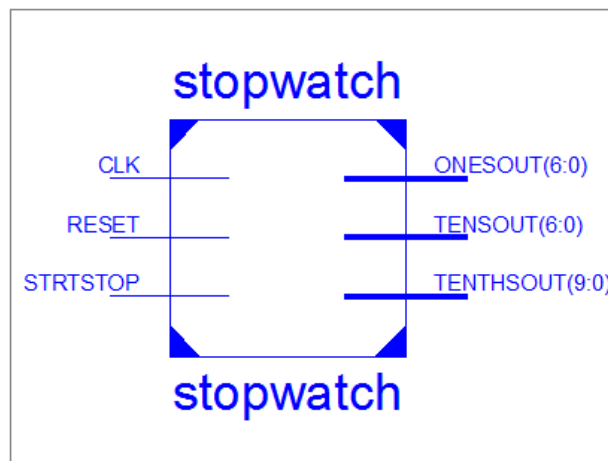 stopwatch
CLK
ONESOUT(6:0)
RESET
TENSOUT(6:0)
STRTSTOP
TENTHSOUT(9:0)
stopwatch